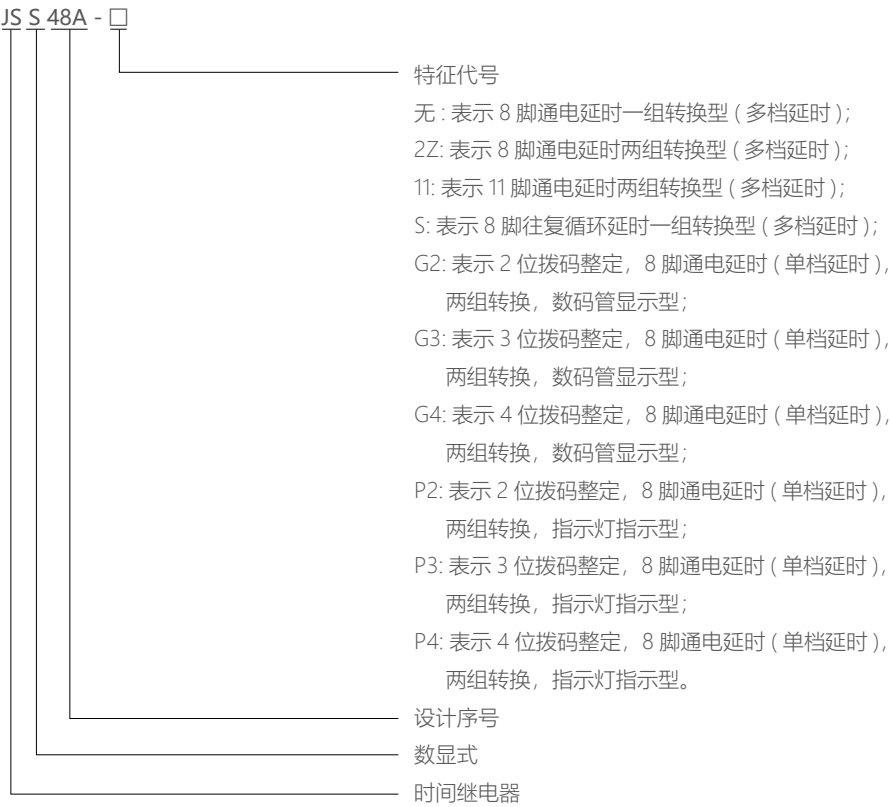 JS S 48A - □
特征代号
无 : 表示 8 脚通电延时一组转换型 ( 多档延时 );
2Z: 表示 8 脚通电延时两组转换型 ( 多档延时 );
11: 表示 11 脚通电延时两组转换型 ( 多档延时 );
S: 表示 8 脚往复循环延时一组转换型 ( 多档延时 );
G2: 表示 2 位拨码整定，8 脚通电延时 ( 单档延时 ),
两组转换，数码管显示型;
G3: 表示 3 位拨码整定，8 脚通电延时 ( 单档延时 ),
两组转换，数码管显示型;
G4: 表示 4 位拨码整定，8 脚通电延时 ( 单档延时 ),
两组转换，数码管显示型;
P2: 表示 2 位拨码整定，8 脚通电延时 ( 单档延时 ),
两组转换，指示灯指示型;
P3: 表示 3 位拨码整定，8 脚通电延时 ( 单档延时 ),
两组转换，指示灯指示型;
P4: 表示 4 位拨码整定，8 脚通电延时 ( 单档延时 ),
两组转换，指示灯指示型。
设计序号
数显式
时间继电器